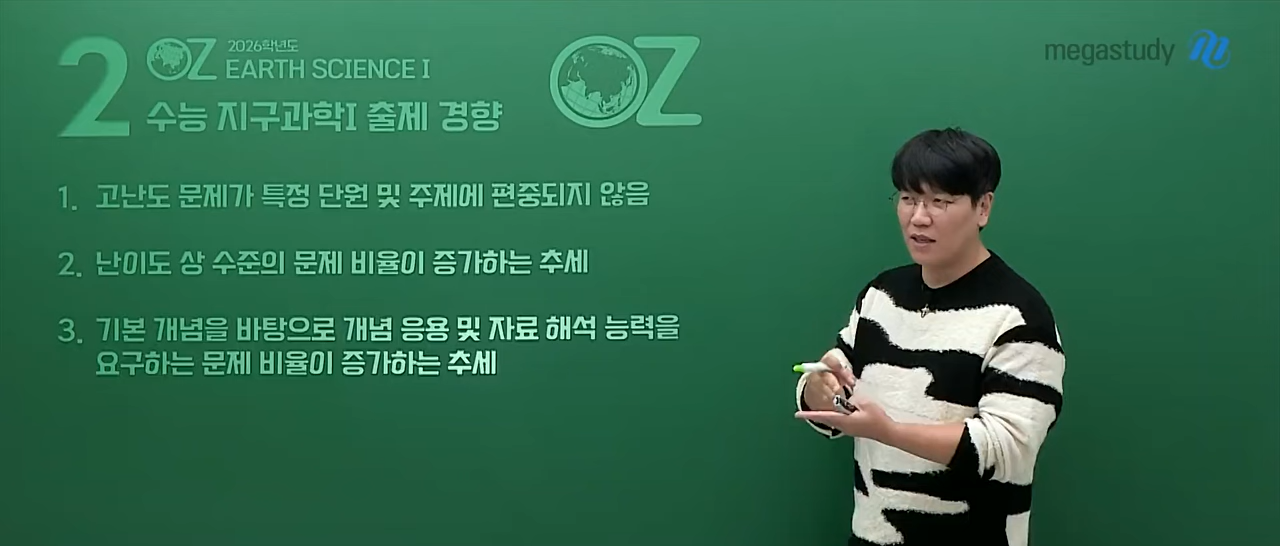 2
OZ
2026학년도
EARTH SCIENCE I
수능 지구과학I 출제 경향
OZ
megastudy
1. 고난도 문제가 특정 단원 및 주제에 편중되지 않음
2. 난이도 상 수준의 문제 비율이 증가하는 추세
3. 기본 개념을 바탕으로 개념 응용 및 자료 해석 능력을
요구하는 문제 비율이 증가하는 추세